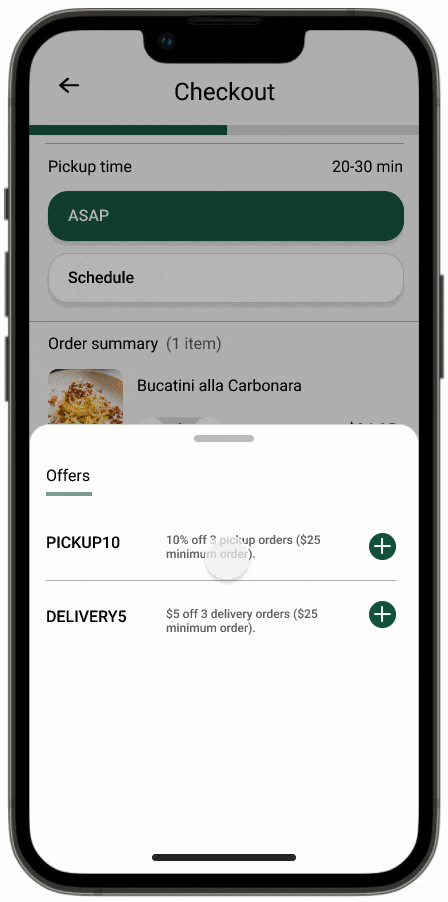 Checkout
Pickup time 20-30 min
ASAP
Schedule
Order summary (1 item)
Bucatini alla Carbonara
Offers
PICKUP10
10% off 3 pickup orders ($25
minimum order).
DELIVERY5
$5 off 3 delivery orders ($25
minimum order).